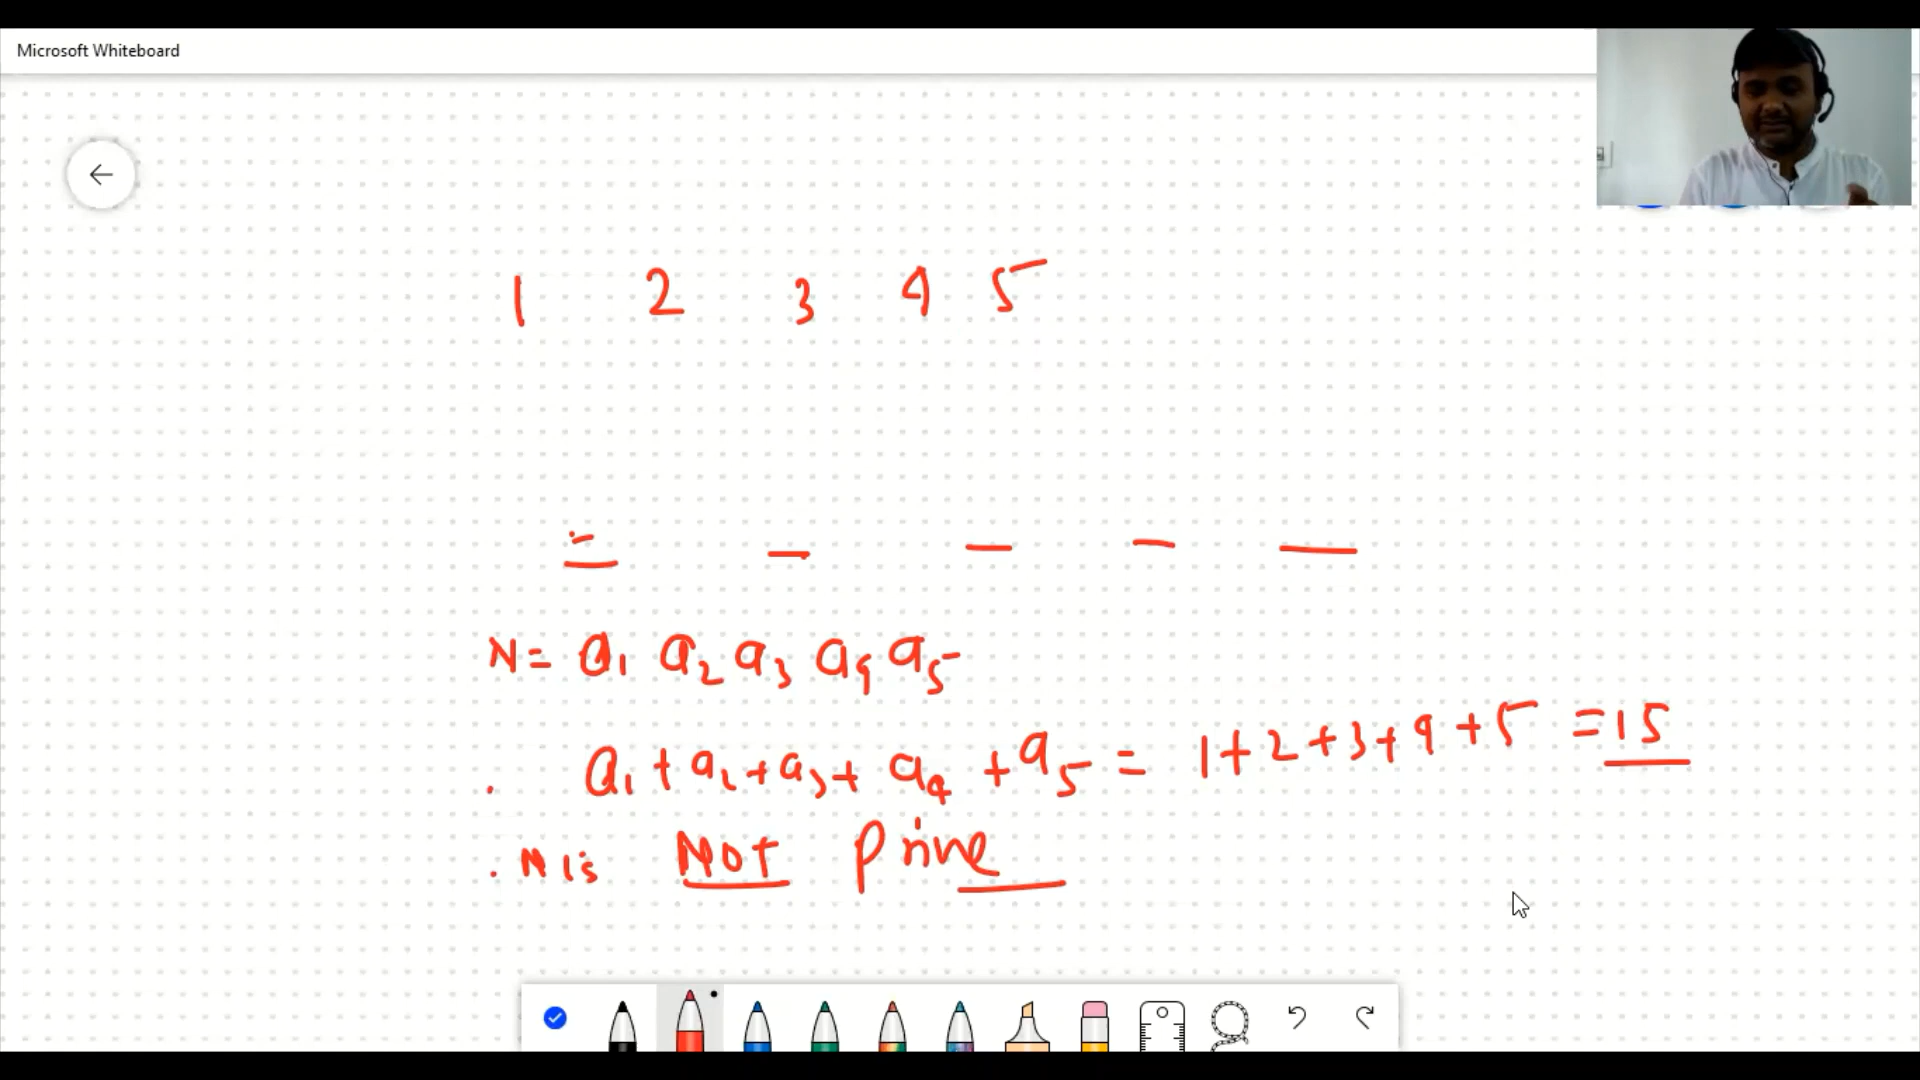 Microsoft Whiteboard
1 2 3 4 5
N = a1 a2 a3 a4 a5
a1 + a2 + a3 + a4 + a5 = 1+2+3+4+5 = 15
. N is Not Prime